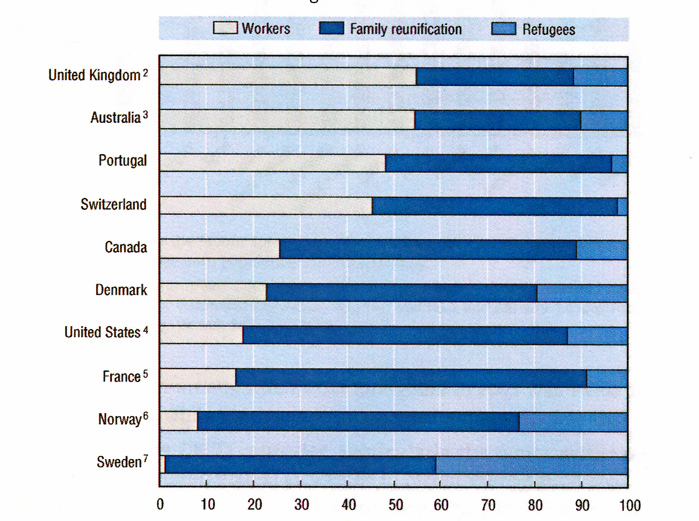 Workers Family reunification Refugees
United Kingdom 2
Australia 3
Portugal
Switzerland
Canada
Denmark
United States 4
France 5
Norway 6
Sweden 7
0 10 20 30 40 50 60 70 80 90 100